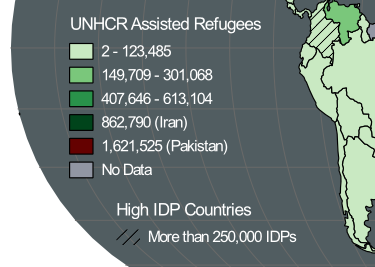 UNHCR Assisted Refugees
2 - 123,485
149,709 - 301,068
407,646 - 613,104
862,790 (Iran)
1,621,525 (Pakistan)
No Data
High IDP Countries
More than 250,000 IDPs